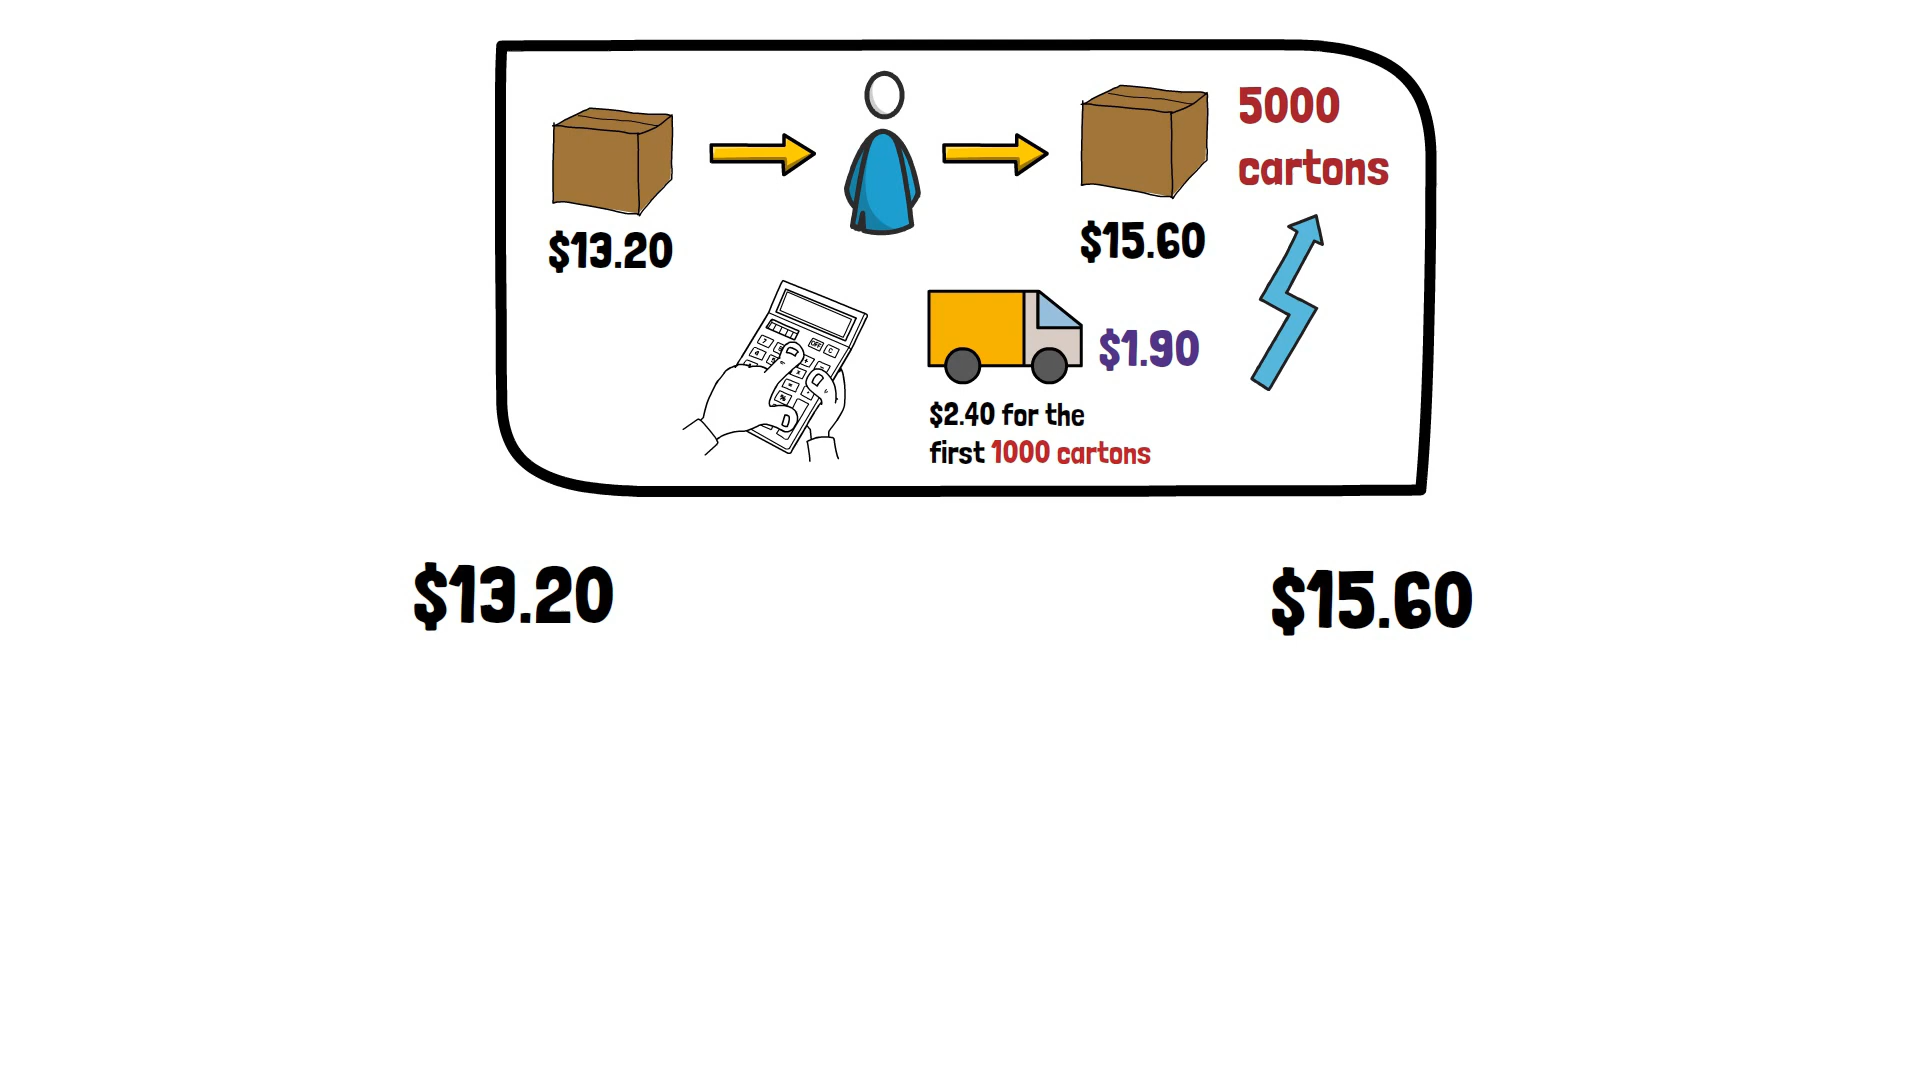 5000
cartons
$13.20
$15.60
$1.90
$2.40 for the
first 1000 cartons
$13.20
$15.60